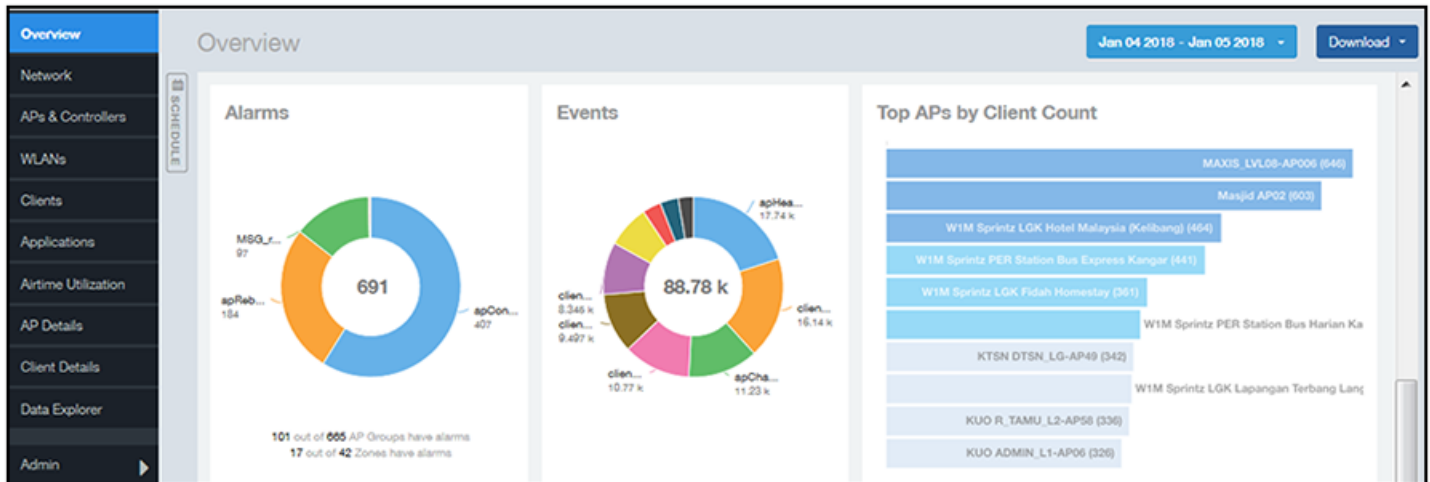 Overview
Network
APs & Controllers
WLANs
Clients
Applications
Airtime Utilization
AP Details
Client Details
Data Explorer
Admin
SCHEDULE
Overview
Jan 04 2018 - Jan 05 2018
Download
Alarms
MSG_r...
97
apReb...
184
691
apCon...
407
101 out of 665 AP Groups have alarms
17 out of 42 Zones have alarms
Events
apHea...
17.74 k
clien...
16.14 k
apCha...
11.23 k
clien...
10.77 k
clien...
9.497 k
clien...
8.346 k
88.78 k
Top APs by Client Count
MAXIS_LVL08-AP006 (646)
Masjid AP02 (603)
W1M Sprintz LGK Hotel Malaysia (Kelibang) (464)
W1M Sprintz PER Station Bus Express Kangar (441)
W1M Sprintz LGK Fidah Homestay (361)
W1M Sprintz PER Station Bus Harian Ka
KTSN DTSN_LG-AP49 (342)
W1M Sprintz LGK Lapangan Terbang Lang
KUO R_TAMU_L2-AP58 (336)
KUO ADMIN_L1-AP06 (326)